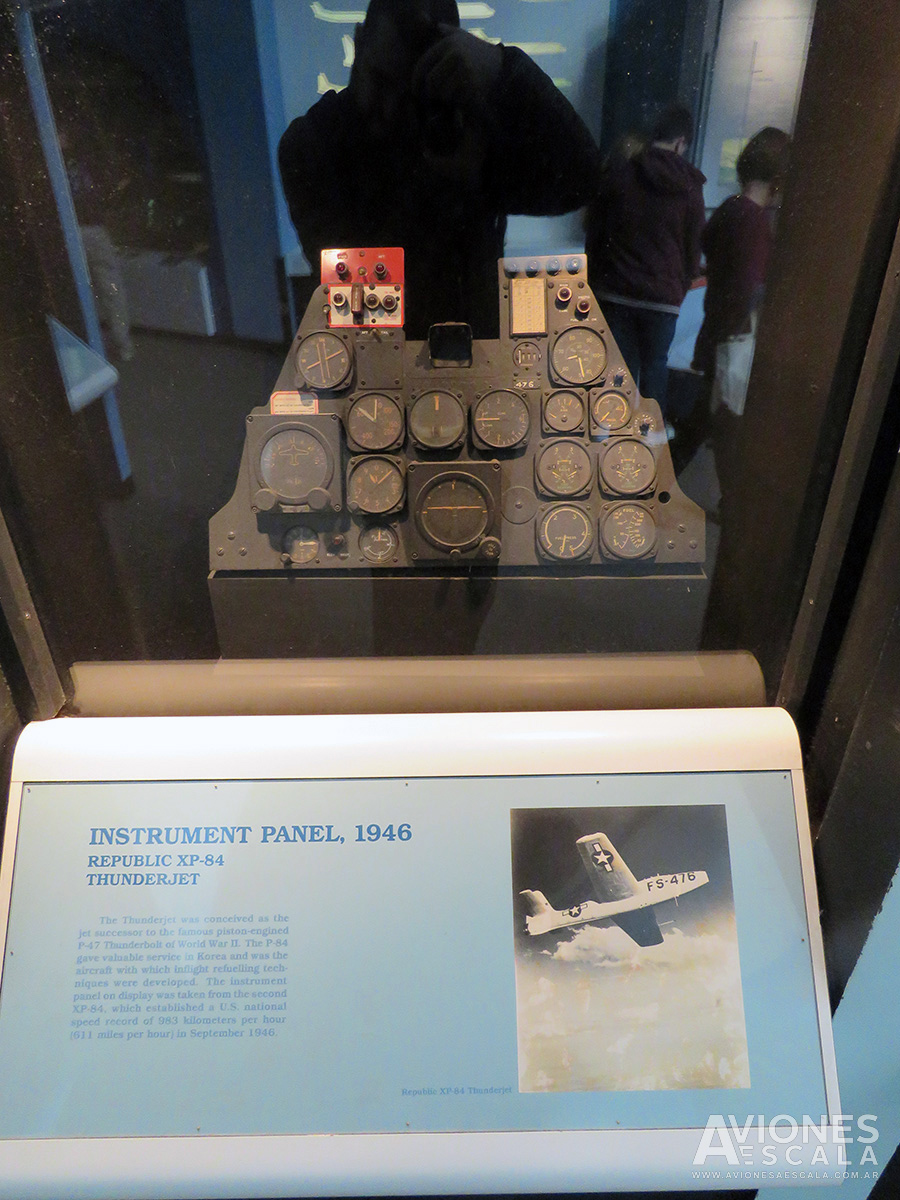 476
INSTRUMENT PANEL, 1946
REPUBLIC XP-84
THUNDERJET
The Thunderjet was conceived as the
jet successor to the famous piston-engined
P-47 Thunderbolt of World War II. The P-84
gave valuable service in Korea and was the
aircraft with which inflight refuelling tech-
niques were developed. The instrument
panel on display was taken from the second
XP-84, which established a U.S. national
speed record of 983 kilometers per hour
(611 miles per hour) in September 1946.
FS-476
Republic XP-84 Thunderjet
AVIONES
A ESCALA
WWW.AVIONESAESCALA.COM.AR